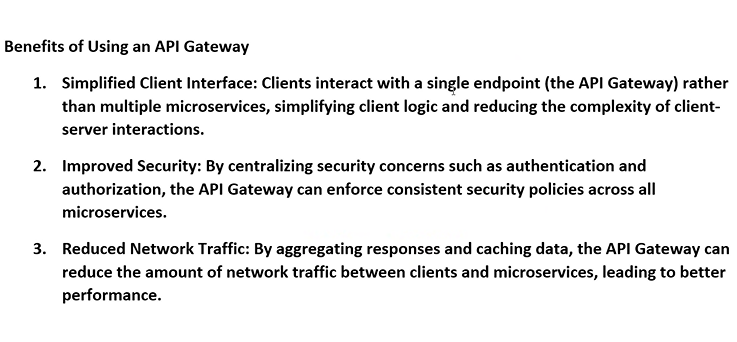 Benefits of Using an API Gateway
1. Simplified Client Interface: Clients interact with a single endpoint (the API Gateway) rather
than multiple microservices, simplifying client logic and reducing the complexity of client-
server interactions.
2. Improved Security: By centralizing security concerns such as authentication and
authorization, the API Gateway can enforce consistent security policies across all
microservices.
3. Reduced Network Traffic: By aggregating responses and caching data, the API Gateway can
reduce the amount of network traffic between clients and microservices, leading to better
performance.